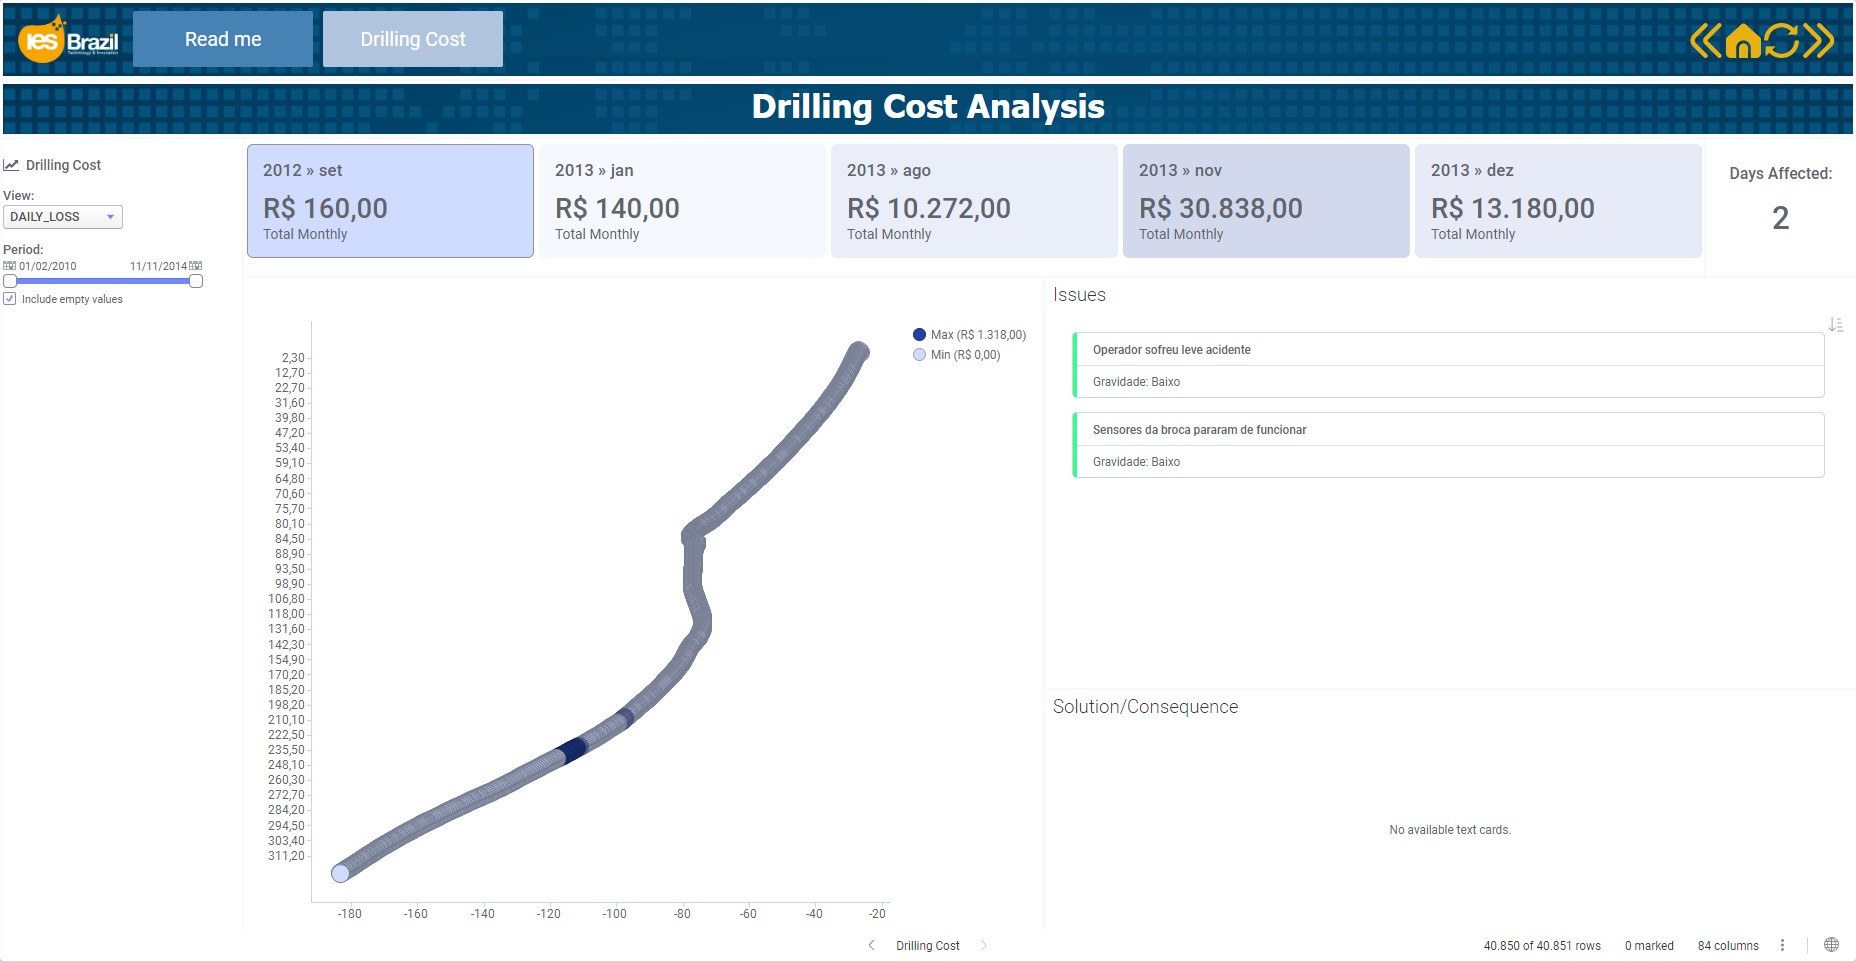 ies Brazil
Technology & Innovation
Read me
Drilling Cost
Drilling Cost Analysis
Drilling Cost
View:
DAILY_LOSS
Period:
01/02/2010
11/11/2014
Include empty values
2012 » set
R$ 160,00
Total Monthly
2013 » jan
R$ 140,00
Total Monthly
2013 » ago
R$ 10.272,00
Total Monthly
2013 » nov
R$ 30.838,00
Total Monthly
2013 » dez
R$ 13.180,00
Total Monthly
Days Affected:
2
2,30
12,70
22,70
31,60
39,80
47,20
53,40
59,10
64,80
70,60
75,70
80,10
84,50
88,90
93,50
98,90
106,80
118,00
131,60
142,30
154,90
170,20
185,20
198,20
210,10
222,50
235,50
248,10
260,30
272,70
284,20
294,50
303,40
311,20
-180
-160
-140
-120
-100
-80
-60
-40
-20
Max (R$ 1.318,00)
Min (R$ 0,00)
Issues
Operador sofreu leve acidente
Gravidade: Baixo
Sensores da broca pararam de funcionar
Gravidade: Baixo
Solution/Consequence
No available text cards.
Drilling Cost
40.850 of 40.851 rows
0 marked
84 columns